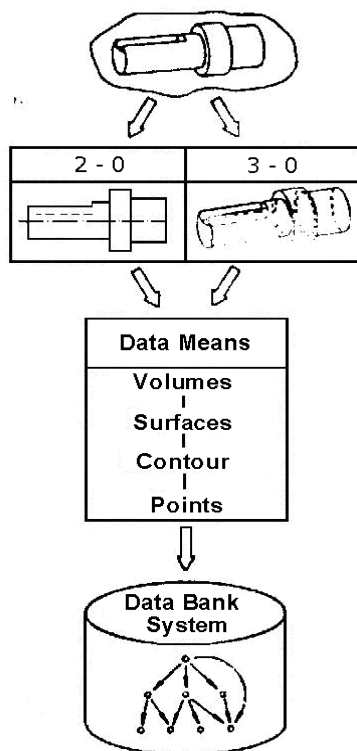 2 - 0
3 - 0
Data Means
Volumes
Surfaces
Contour
Points
Data Bank
System